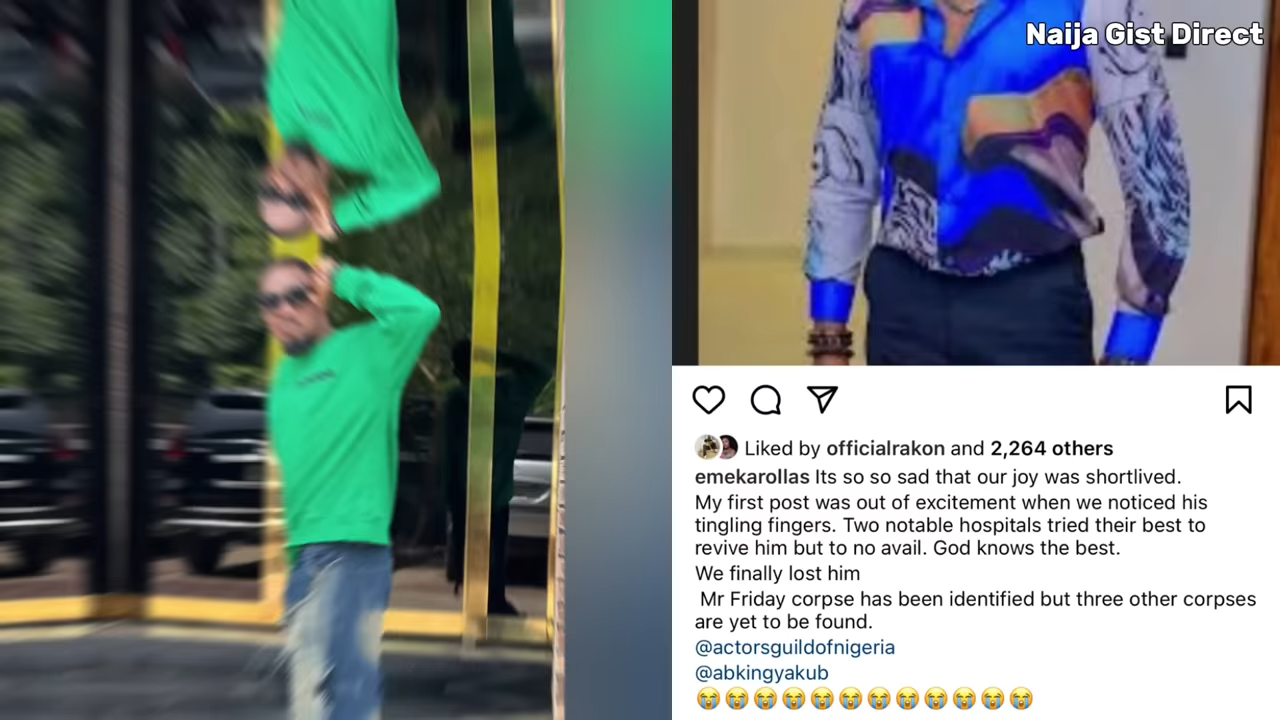 Naija Gist Direct
Liked by officialrakon and 2,264 others
emekarollas Its so so sad that our joy was shortlived.
My first post was out of excitement when we noticed his
tingling fingers. Two notable hospitals tried their best to
revive him but to no avail. God knows the best.
We finally lost him
Mr Friday corpse has been identified but three other corpses
are yet to be found.
@actorsguildofnigeria
@abkingyakub
😭😭😭😭😭😭😭😭😭😭😭😭